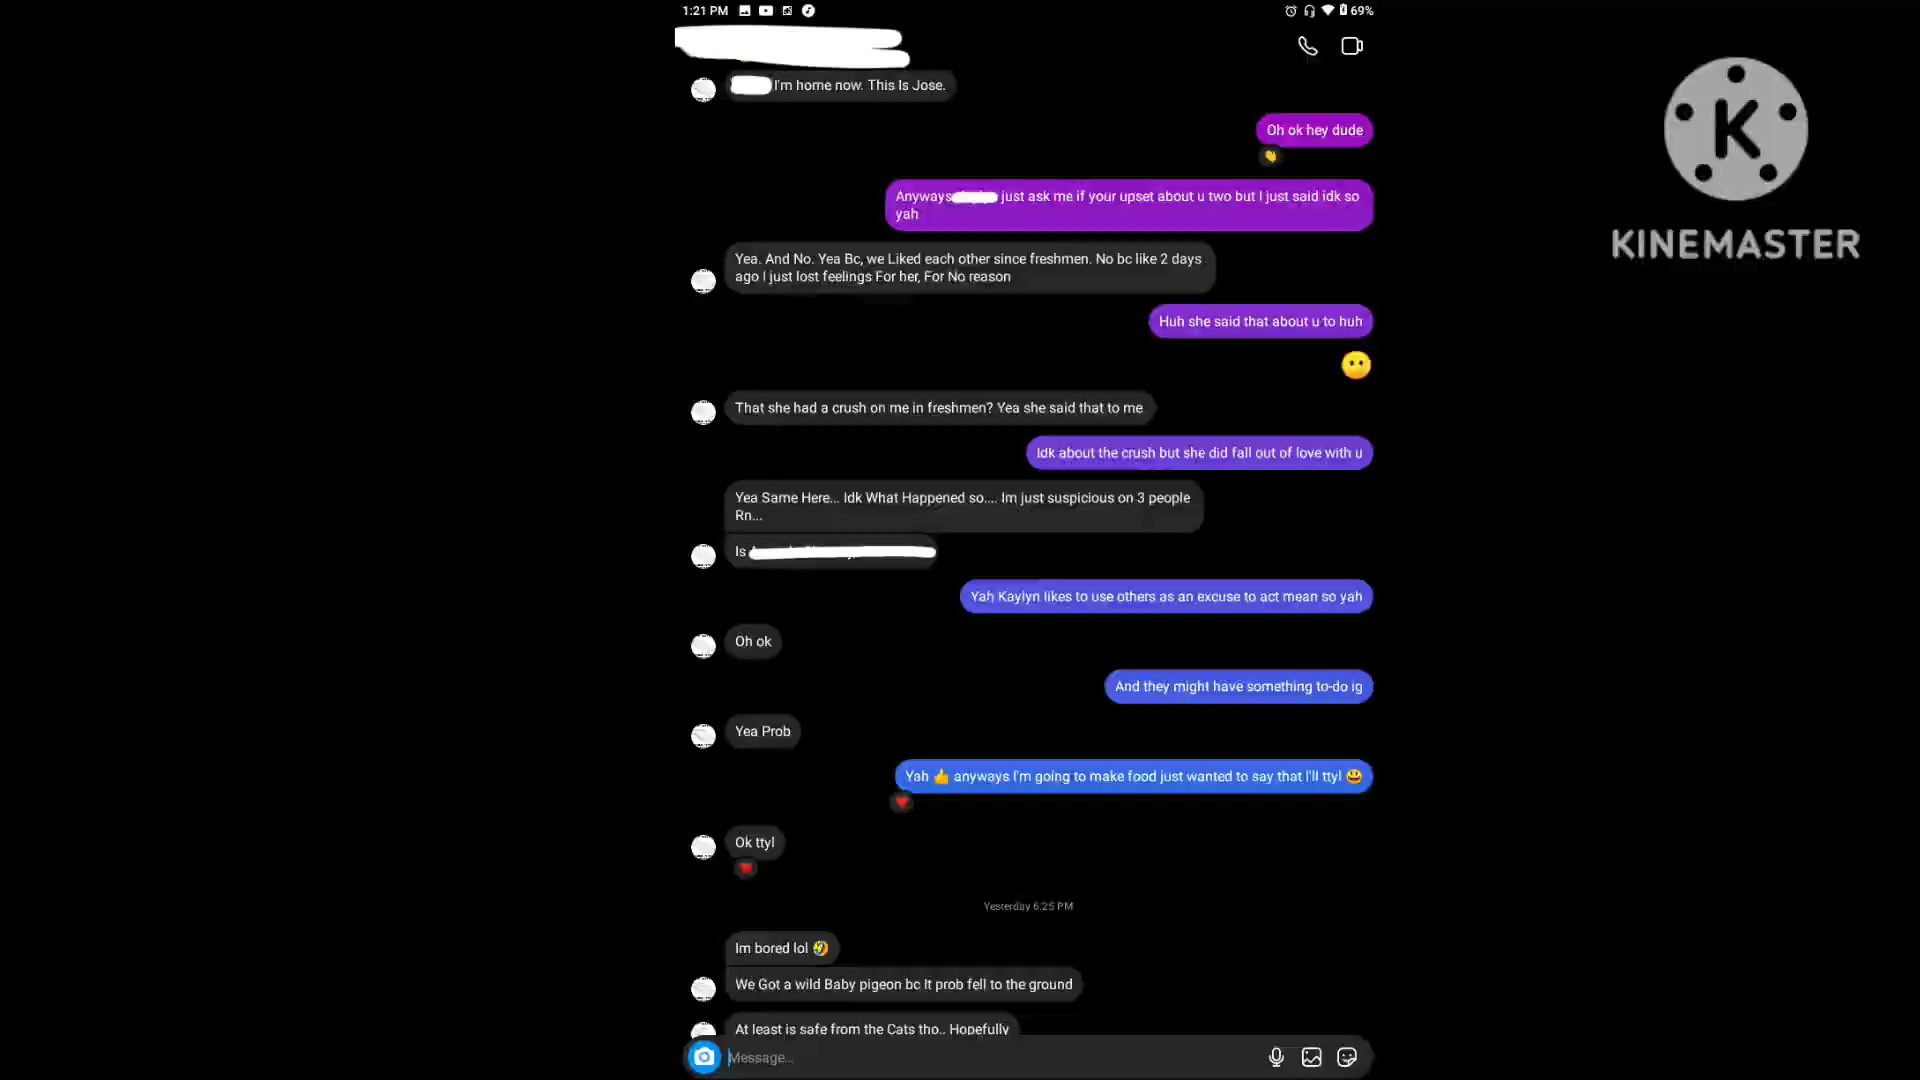 1:21 PM
69%
I'm home now. This Is Jose.
Oh ok hey dude
Anyways just ask me if your upset about u two but I just said idk so
yah
Yea. And No. Yea Bc, we Liked each other since freshmen. No bc like 2 days
ago I just lost feelings For her, For No reason
Huh she said that about u to huh
That she had a crush on me in freshmen? Yea she said that to me
Idk about the crush but she did fall out of love with u
Yea Same Here... Idk What Happened so.... Im just suspicious on 3 people
Rn...
Is
Yah Kaylyn likes to use others as an excuse to act mean so yah
Oh ok
And they might have something to-do ig
Yea Prob
Yah 👍 anyways I'm going to make food just wanted to say that I'll ttyl 😃
Ok ttyl
Yesterday 6:25 PM
Im bored lol 🤣
We Got a wild Baby pigeon bc It prob fell to the ground
At least is safe from the Cats tho.. Hopefully
Message...
K
KINEMASTER